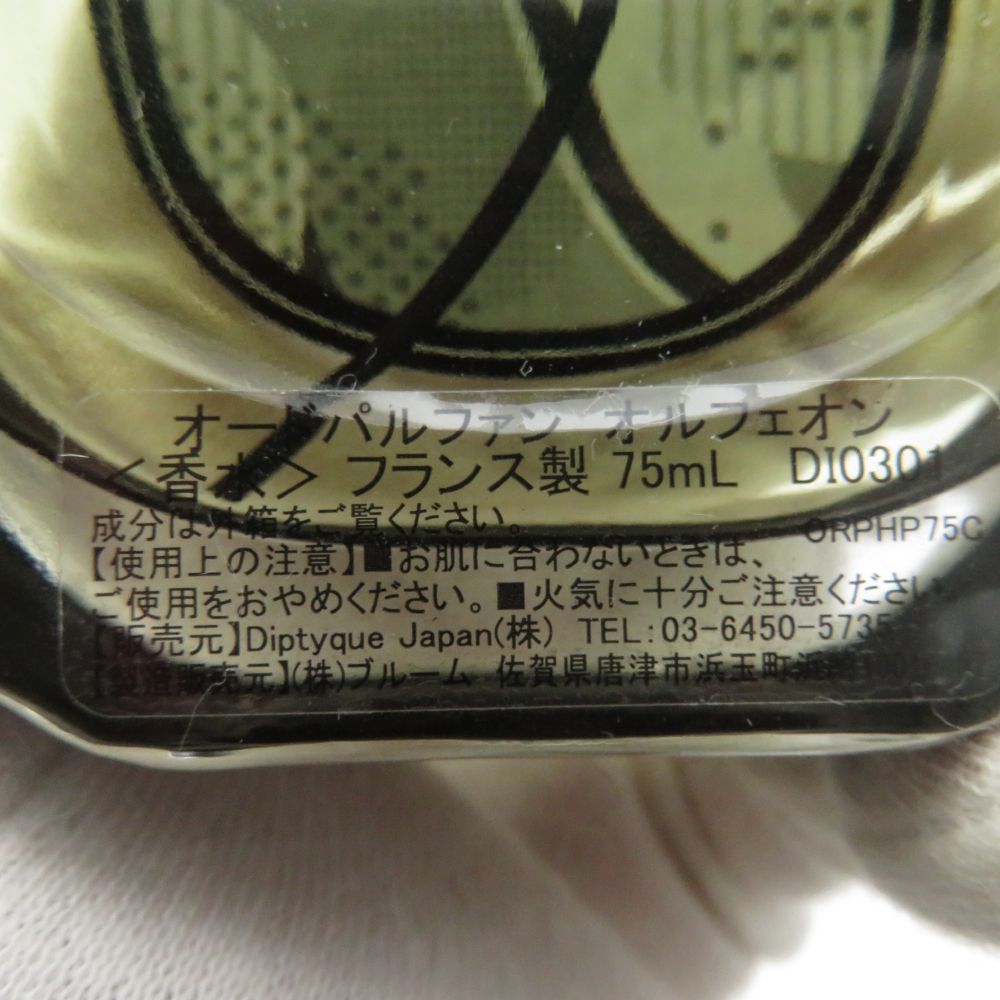 オードパルファン オルフェオン
＜香水＞ フランス製 75mL DI0301
成分は外箱をご覧ください。 ORPHP75C
【使用上の注意】■お肌に合わないときは、
ご使用をおやめください。■火気に十分ご注意ください
【販売元】Diptyque Japan(株) TEL:03-6450-5735
【製造販売元】(株)ブルーム 佐賀県唐津市浜玉町